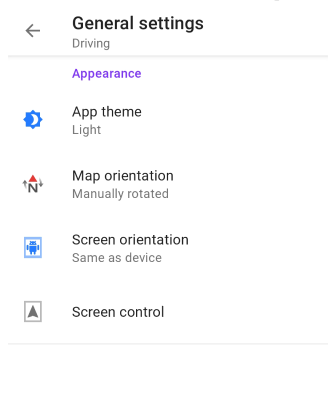 General settings
Driving
Appearance
App theme
Light
Map orientation
Manually rotated
N
Screen orientation
Same as device
Screen control